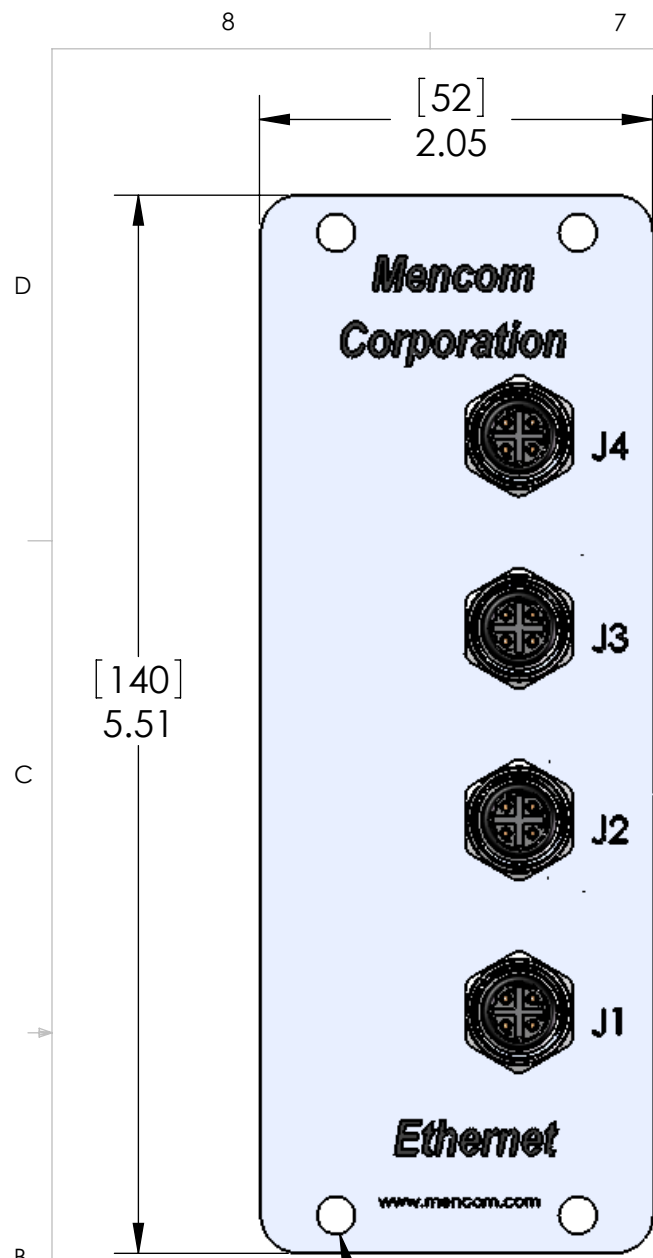 8 7
[52]
2.05
D
Mencom
Corporation
J4
J3
[140]
5.51
C
J2
J1
Ethernet
www.mencom.com
B